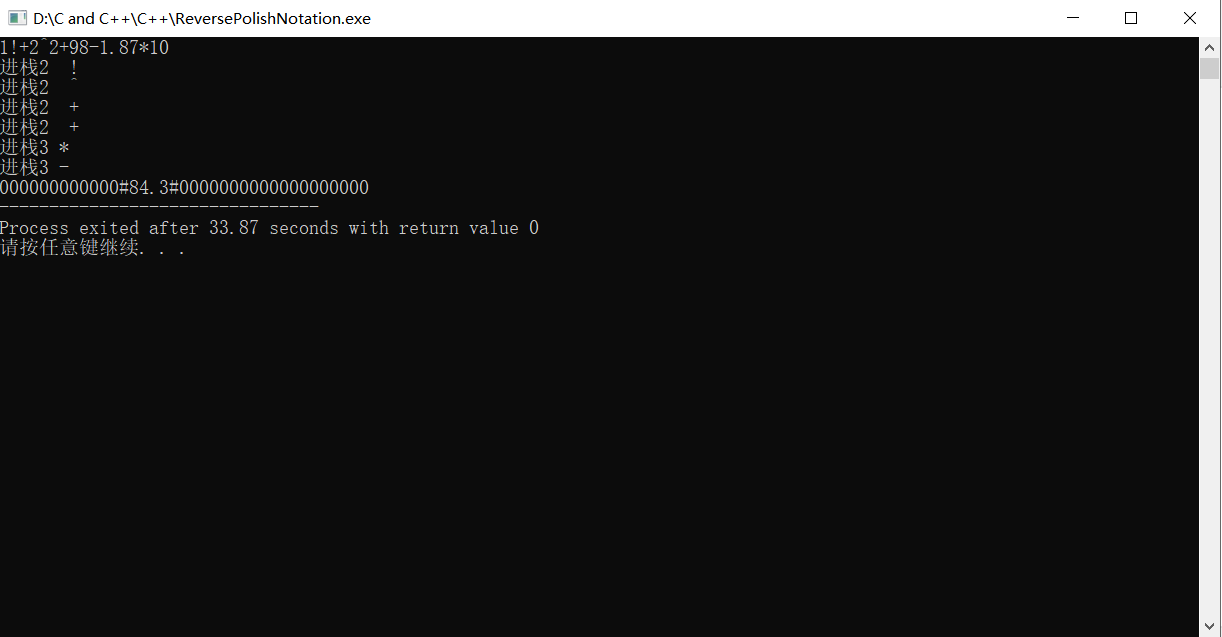 D:\C and C++\C++\ReversePolishNotation.exe
1!+2^2+98-1.87*10
进栈2  !
进栈2  ^
进栈2  +
进栈2  +
进栈3 *
进栈3 -
000000000000#84.3#0000000000000000000
--------------------------------
Process exited after 33.87 seconds with return value 0
请按任意键继续. . .